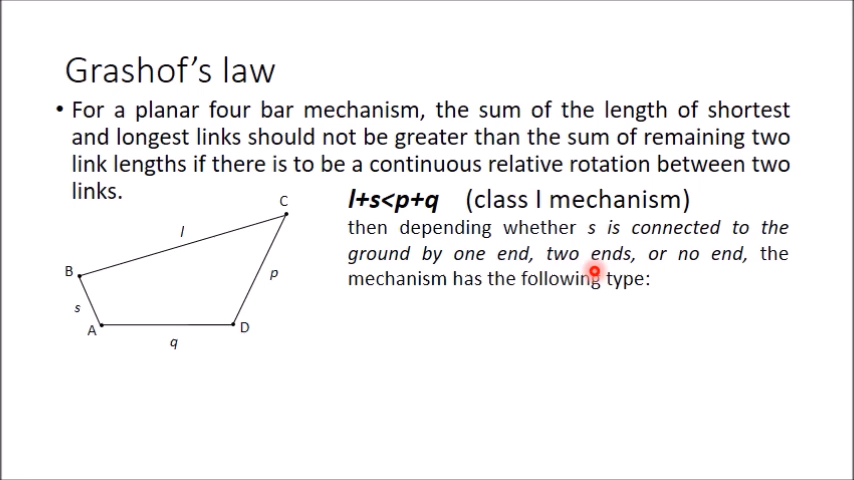 Grashof's law
• For a planar four bar mechanism, the sum of the length of shortest
and longest links should not be greater than the sum of remaining two
link lengths if there is to be a continuous relative rotation between two
links.
l+s<p+q (class I mechanism)
then depending whether s is connected to the
ground by one end, two ends, or no end, the
mechanism has the following type:
C
l
B
p
s
A
D
q